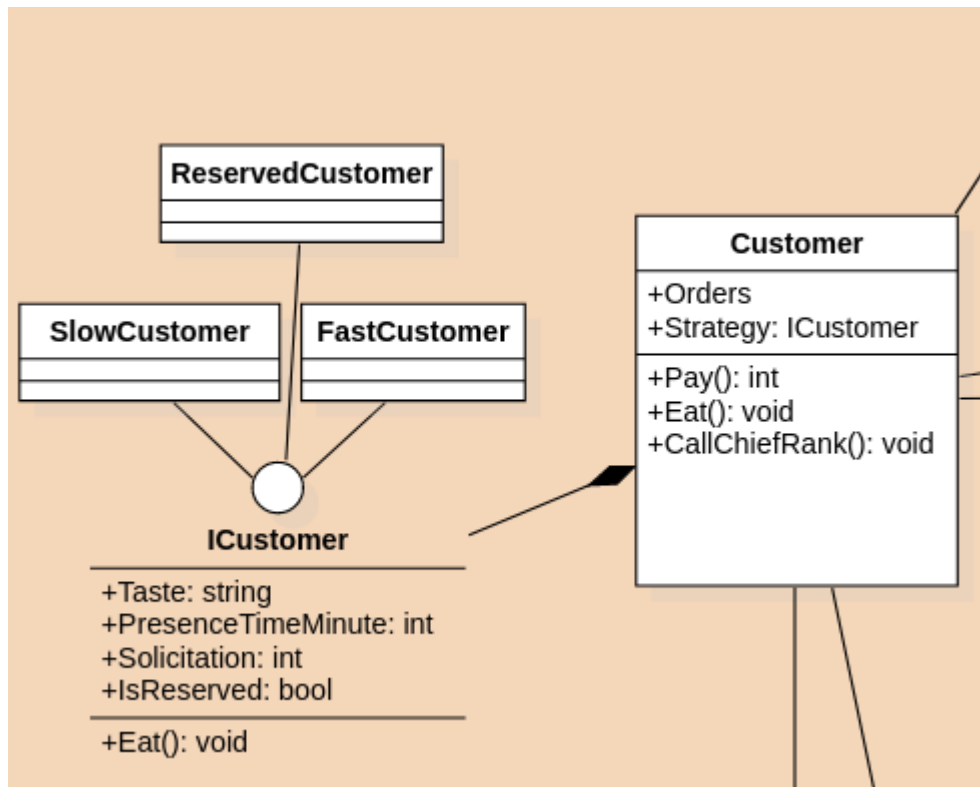 ReservedCustomer
SlowCustomer
FastCustomer
ICustomer
+Taste: string
+PresenceTimeMinute: int
+Solicitation: int
+IsReserved: bool
+Eat(): void
Customer
+Orders
+Strategy: ICustomer
+Pay(): int
+Eat(): void
+CallChiefRank(): void